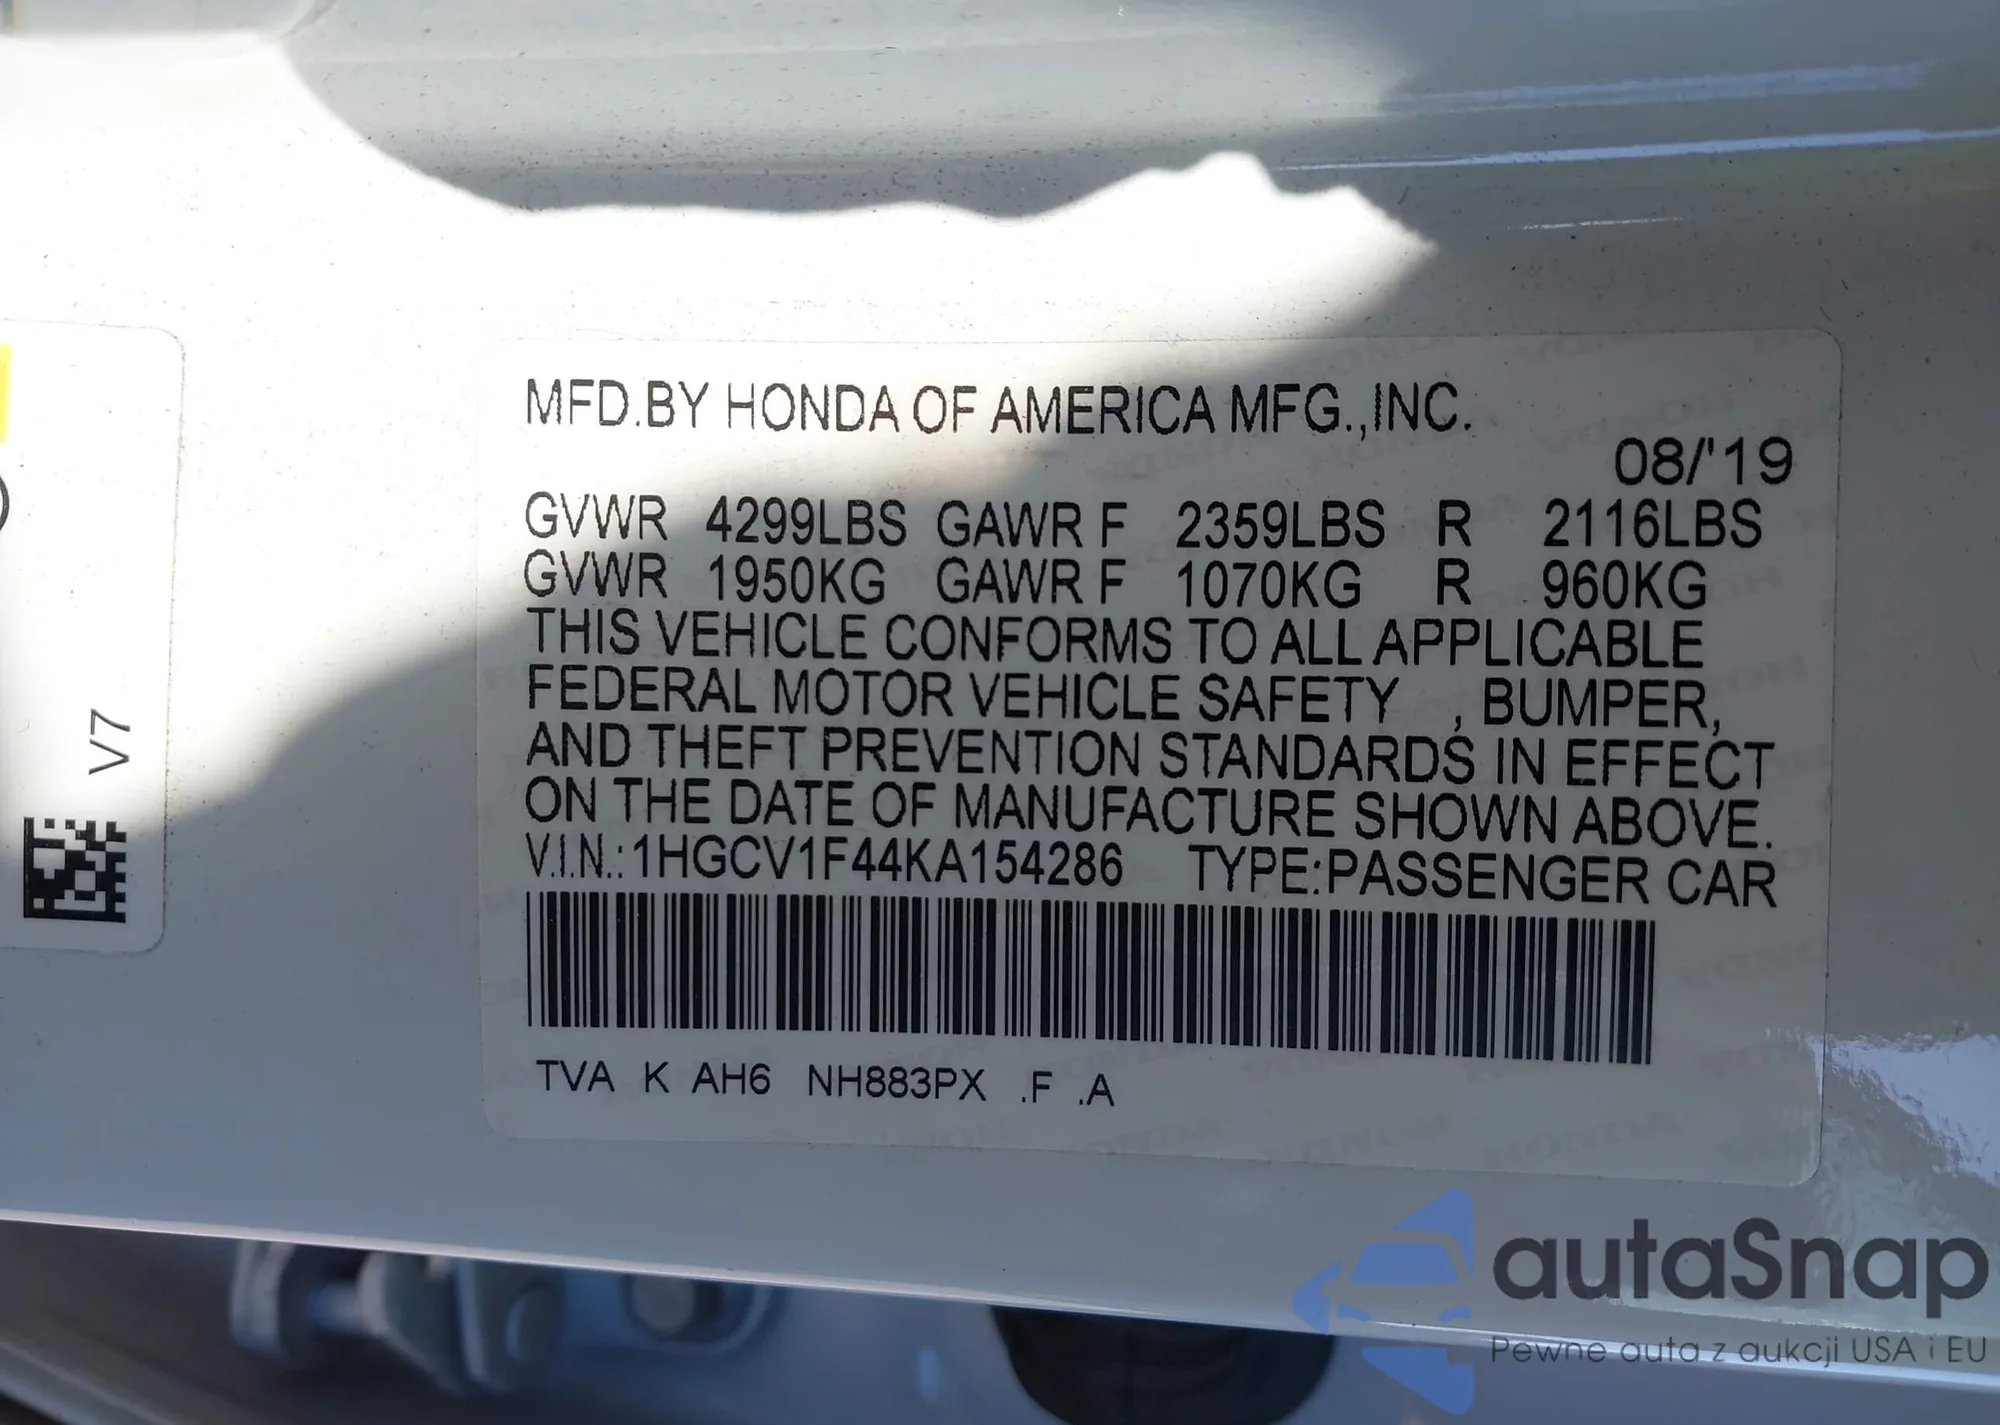 MFD.BY HONDA OF AMERICA MFG.,INC.
08/'19
GVWR 4299LBS GAWR F 2359LBS R 2116LBS
GVWR 1950KG GAWR F 1070KG R 960KG
THIS VEHICLE CONFORMS TO ALL APPLICABLE
FEDERAL MOTOR VEHICLE SAFETY , BUMPER,
AND THEFT PREVENTION STANDARDS IN EFFECT
ON THE DATE OF MANUFACTURE SHOWN ABOVE.
V.I.N.:1HGCV1F44KA154286 TYPE:PASSENGER CAR
TVA K AH6 NH883PX .F .A
V7
autaSnap
Pewne auta z aukcji USA i EU